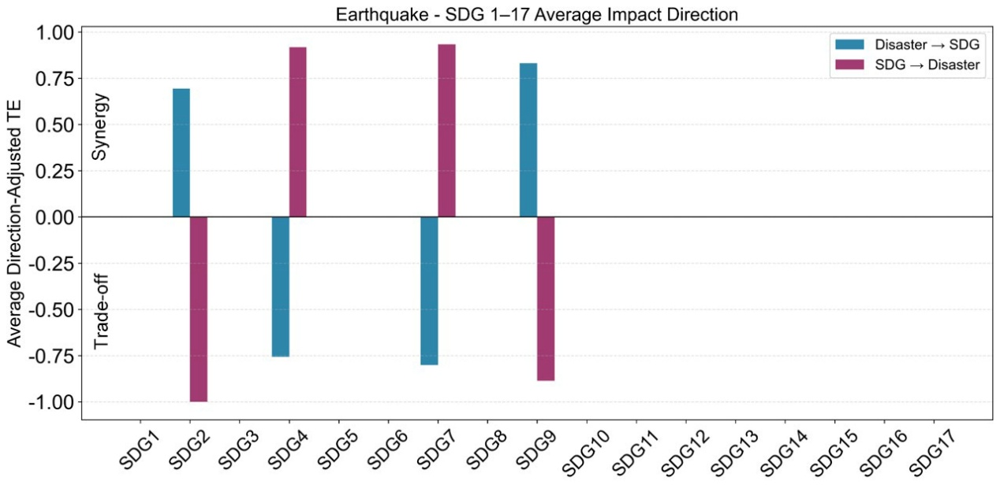 Earthquake - SDG 1–17 Average Impact Direction
Average Direction-Adjusted TE
1.00
0.75
0.50
0.25
0.00
-0.25
-0.50
-0.75
-1.00
Synergy
Trade-off
Disaster → SDG
SDG → Disaster
SDG1
SDG2
SDG3
SDG4
SDG5
SDG6
SDG7
SDG8
SDG9
SDG10
SDG11
SDG12
SDG13
SDG14
SDG15
SDG16
SDG17